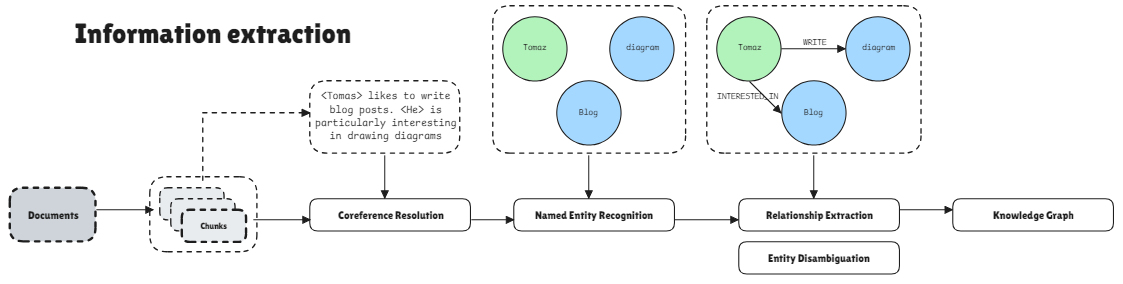 Information extraction
<Tomas> likes to write
blog posts. <He> is
particularly interesting
in drawing diagrams
Tomaz
diagram
Blog
Tomaz
WRITE
diagram
INTERESTED_IN
Blog
Documents
Chunks
Coreference Resolution
Named Entity Recognition
Relationship Extraction
Knowledge Graph
Entity Disambiguation